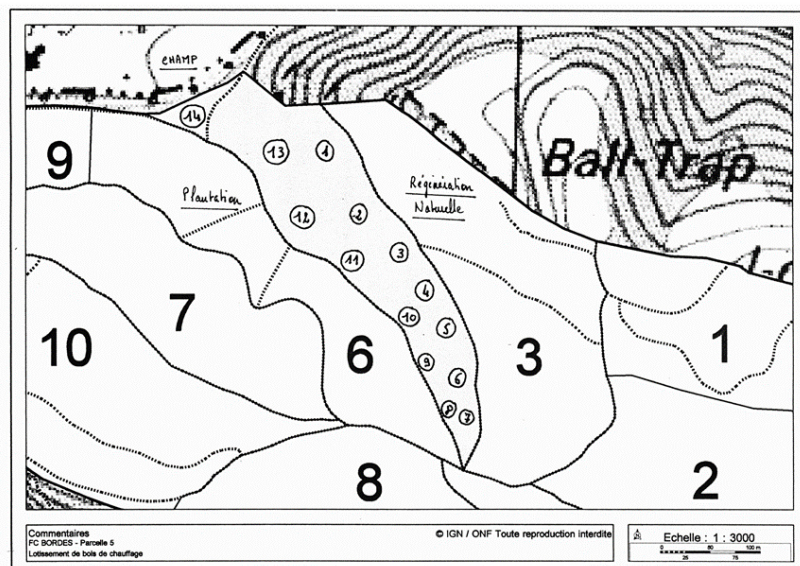 CHAMP
14
9
13
1
Ball-Trap
Plantation
Régénération
Naturelle
12
2
11
3
4
7
10
10
5
6
3
1
9
6
8
7
8
2
Commentaires
FC BORDES - Parcelle 5
Lotissement de bois de chauffage
© IGN / ONF Toute reproduction interdite
Echelle : 1 : 3000
0 50 100 m
25 75